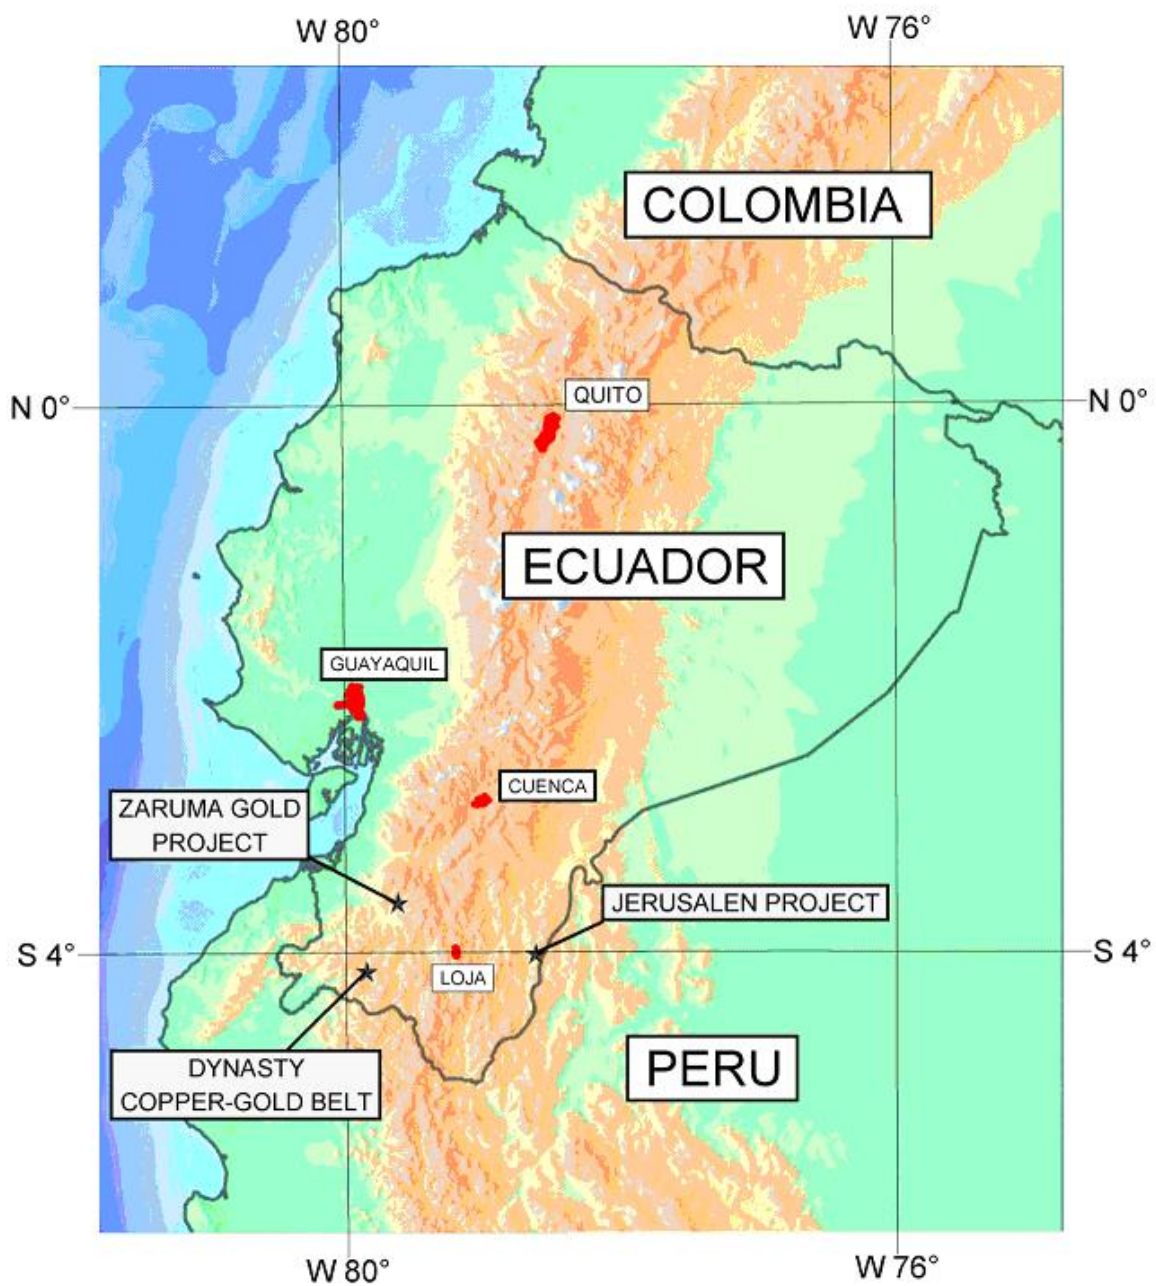 W 80°
W 76°
COLOMBIA
N 0°
QUITO
N 0°
ECUADOR
GUAYAQUIL
CUENCA
ZARUMA GOLD
PROJECT
JERUSALEN PROJECT
S 4°
LOJA
S 4°
DYNASTY
COPPER-GOLD BELT
PERU
W 80°
W 76°